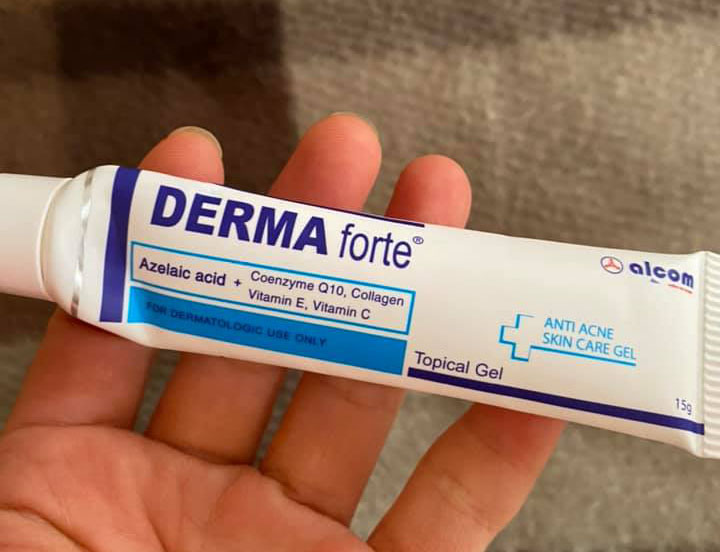 DERMA forte®
Azelaic acid + Coenzyme Q10, Collagen
Vitamin E, Vitamin C
FOR DERMATOLOGIC USE ONLY
Topical Gel
alcom
ANTI ACNE
SKIN CARE GEL
15g